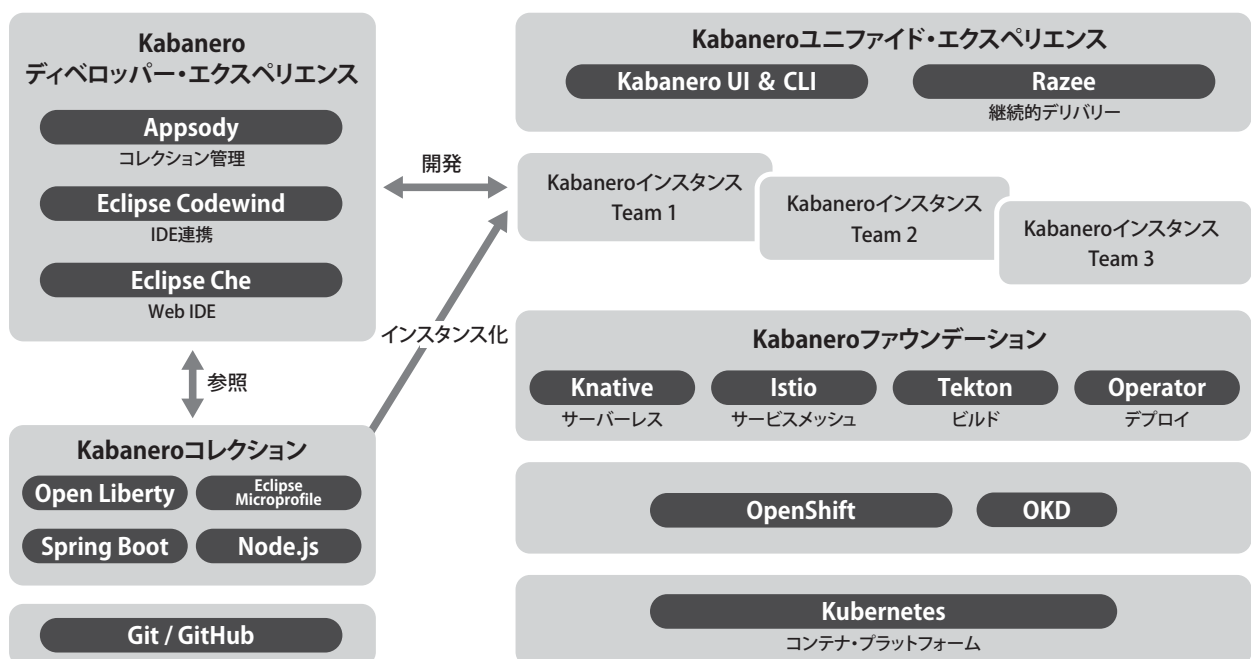 Kabanero
ディベロッパー・エクスペリエンス
Appsody
コレクション管理
Eclipse Codewind
IDE連携
Eclipse Che
Web IDE
参照
Kabaneroコレクション
Open Liberty
Eclipse
Microprofile
Spring Boot
Node.js
Git / GitHub
開発
インスタンス化
Kabaneroユニファイド・エクスペリエンス
Kabanero UI & CLI
Razee
継続的デリバリー
Kabaneroインスタンス
Team 1
Kabaneroインスタンス
Team 2
Kabaneroインスタンス
Team 3
Kabaneroファウンデーション
Knative
サーバーレス
Istio
サービスメッシュ
Tekton
ビルド
Operator
デプロイ
OpenShift
OKD
Kubernetes
コンテナ・プラットフォーム